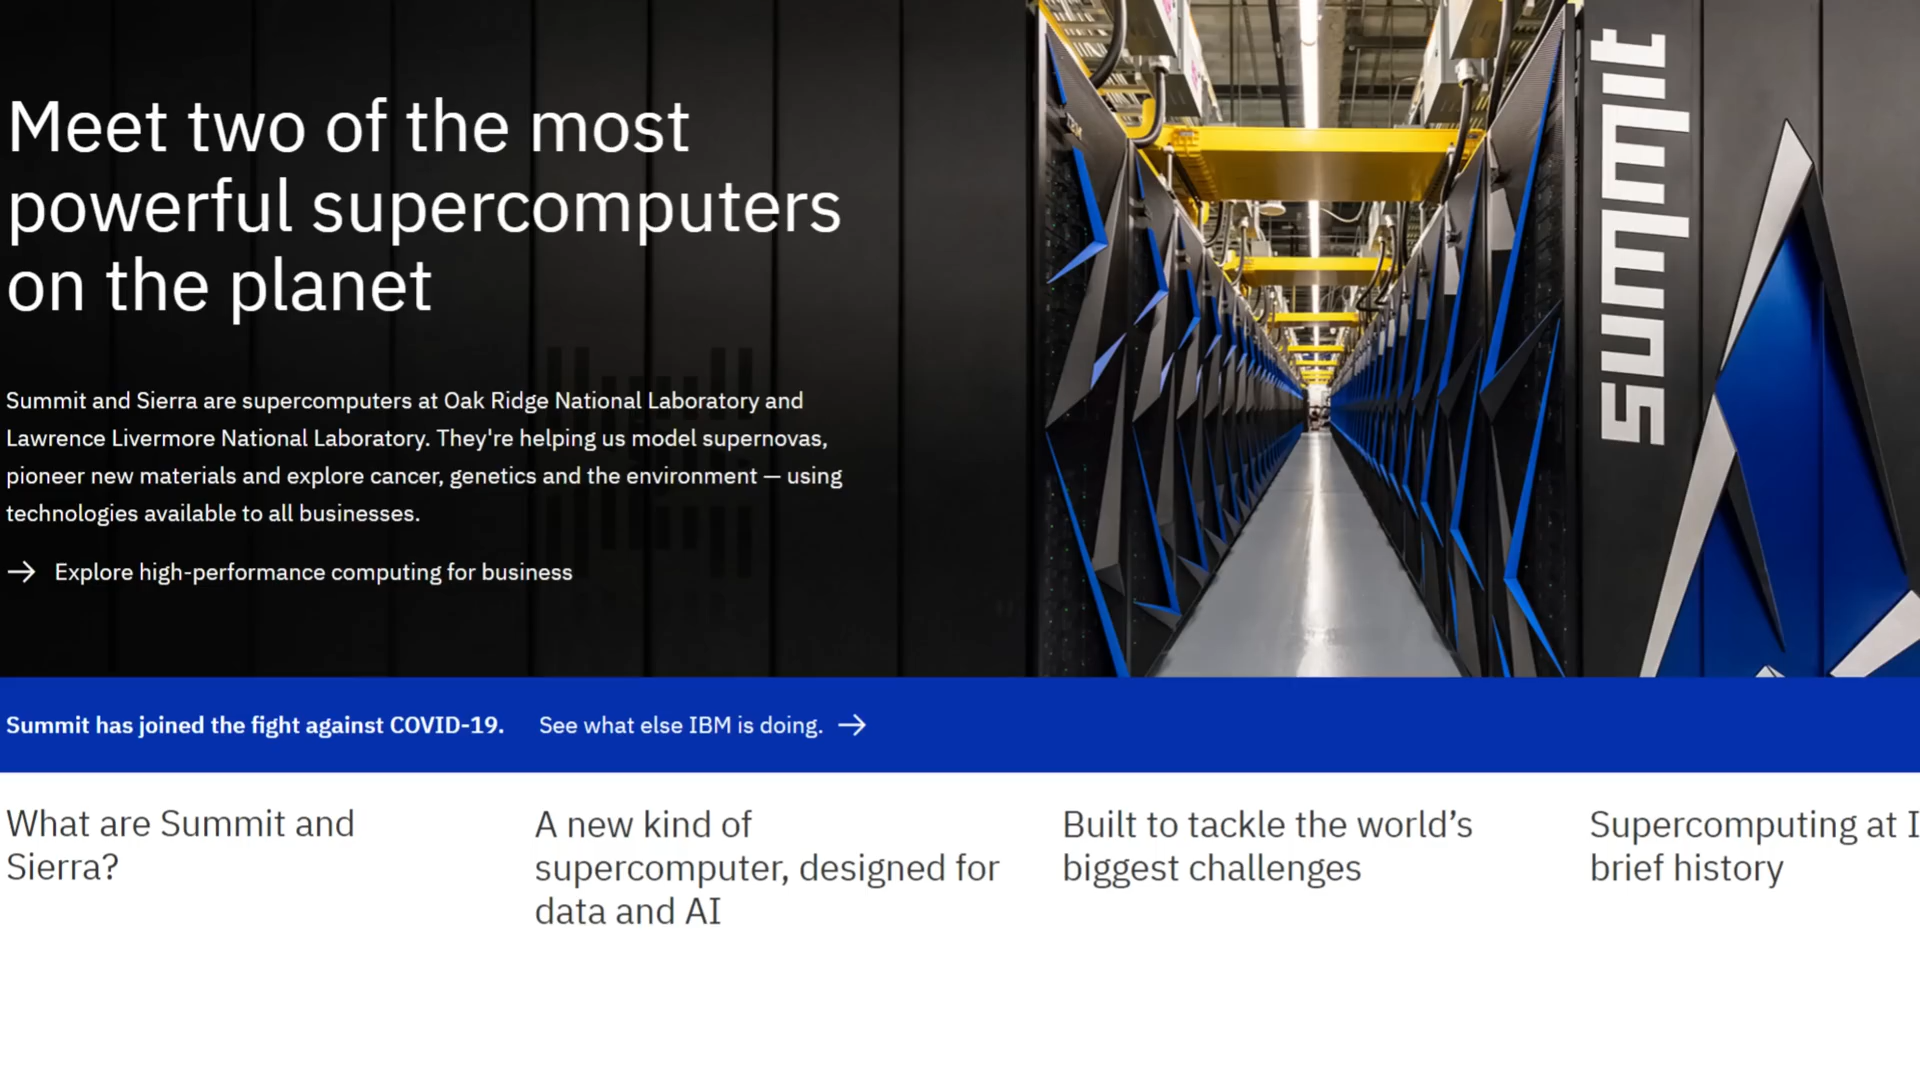 Meet two of the most
powerful supercomputers
on the planet
Summit and Sierra are supercomputers at Oak Ridge National Laboratory and
Lawrence Livermore National Laboratory. They're helping us model supernovas,
pioneer new materials and explore cancer, genetics and the environment — using
technologies available to all businesses.
→ Explore high-performance computing for business
summit
Summit has joined the fight against COVID-19. See what else IBM is doing. →
What are Summit and
Sierra?
A new kind of
supercomputer, designed for
data and AI
Built to tackle the world’s
biggest challenges
Supercomputing at I
brief history